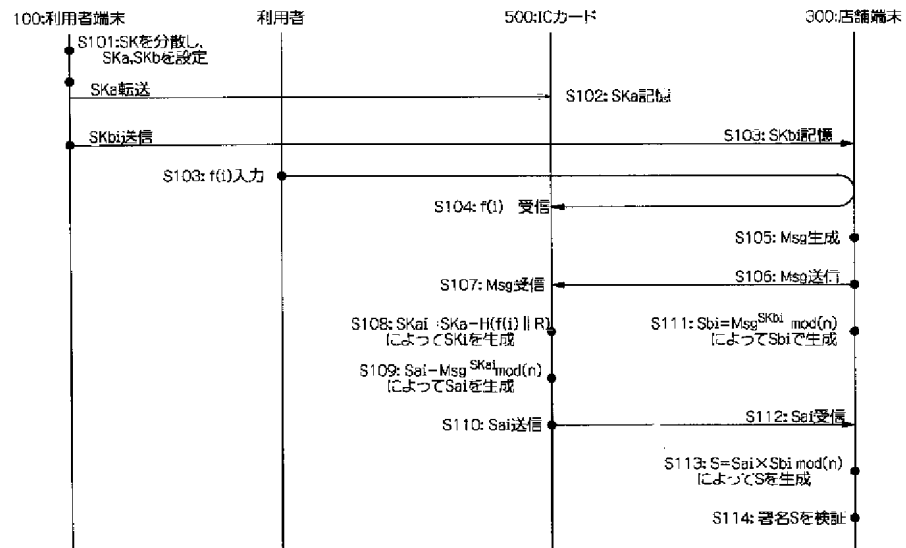 100:利用者端末
利用者
500:ICカード
300:店舗端末
S101:SKを分散し、
SKa,SKbを設定
SKa転送
S102: SKa記憶
SKbi送信
S103: SKbi記憶
S103: f(i)入力
S104: f(i) 受信
S105: Msg生成
S106: Msg送信
S107: Msg受信
S108: SKai=SKa-H(f(i)∥R)
によってSKiを生成
S111: Sbi=Msg^SKbi mod(n)
によってSbiで生成
S109: Sai=Msg^SKai mod(n)
によってSaiを生成
S110: Sai送信
S112: Sai受信
S113: S=Sai×Sbi mod(n)
によってSを生成
S114: 署名Sを検証